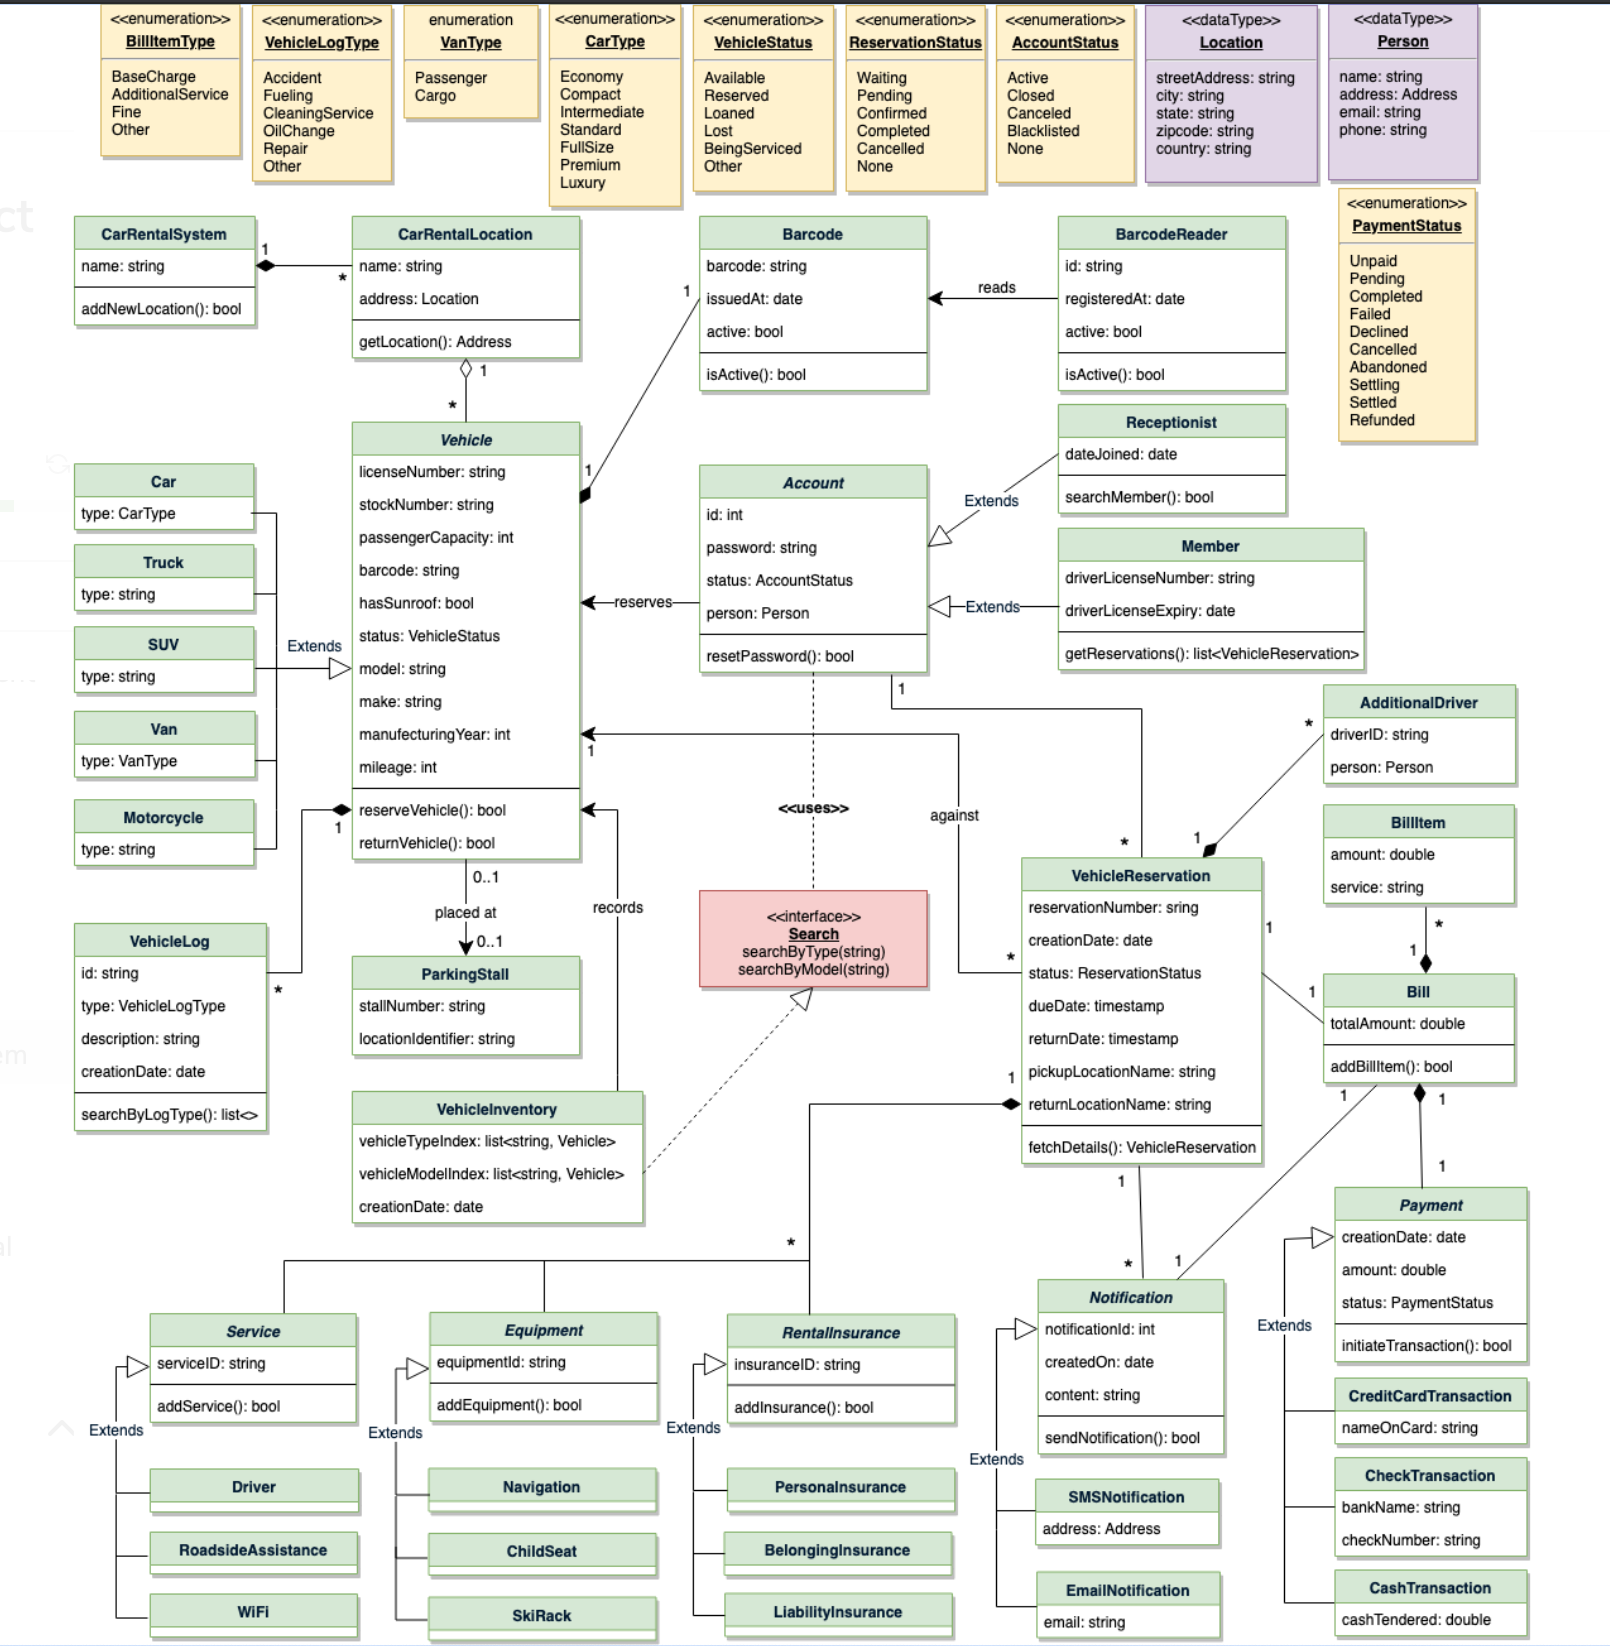 <<enumeration>>
BillItemType
BaseCharge
AdditionalService
Fine
Other
<<enumeration>>
VehicleLogType
Accident
Fueling
CleaningService
OilChange
Repair
Other
enumeration
VanType
Passenger
Cargo
<<enumeration>>
CarType
Economy
Compact
Intermediate
Standard
FullSize
Premium
Luxury
<<enumeration>>
VehicleStatus
Available
Reserved
Loaned
Lost
BeingServiced
Other
<<enumeration>>
ReservationStatus
Waiting
Pending
Confirmed
Completed
Cancelled
None
<<enumeration>>
AccountStatus
Active
Closed
Canceled
Blacklisted
None
<<dataType>>
Location
streetAddress: string
city: string
state: string
zipcode: string
country: string
<<dataType>>
Person
name: string
address: Address
email: string
phone: string
<<enumeration>>
PaymentStatus
Unpaid
Pending
Completed
Failed
Declined
Cancelled
Abandoned
Settling
Settled
Refunded
ct
CarRentalSystem
name: string
addNewLocation(): bool
1
*
CarRentalLocation
name: string
address: Location
getLocation(): Address
1
*
Barcode
barcode: string
issuedAt: date
active: bool
isActive(): bool
1
1
reads
BarcodeReader
id: string
registeredAt: date
active: bool
isActive(): bool
Vehicle
licenseNumber: string
stockNumber: string
passengerCapacity: int
barcode: string
hasSunroof: bool
status: VehicleStatus
model: string
make: string
manufecturingYear: int
mileage: int
reserveVehicle(): bool
returnVehicle(): bool
Car
type: CarType
Truck
type: string
SUV
type: string
Van
type: VanType
Motorcycle
type: string
Extends
Account
id: int
password: string
status: AccountStatus
person: Person
resetPassword(): bool
reserves
Receptionist
dateJoined: date
searchMember(): bool
Extends
Member
driverLicenseNumber: string
driverLicenseExpiry: date
getReservations(): list<VehicleReservation>
Extends
1
*
1
against
*
<<uses>>
AdditionalDriver
driverID: string
person: Person
*
1
BillItem
amount: double
service: string
*
1
1
*
VehicleLog
id: string
type: VehicleLogType
description: string
creationDate: date
searchByLogType(): list<>
0..1
placed at
0..1
ParkingStall
stallNumber: string
locationIdentifier: string
records
<<interface>>
Search
searchByType(string)
searchByModel(string)
VehicleReservation
reservationNumber: sring
creationDate: date
status: ReservationStatus
dueDate: timestamp
returnDate: timestamp
pickupLocationName: string
returnLocationName: string
fetchDetails(): VehicleReservation
1
1
Bill
totalAmount: double
addBillItem(): bool
em
al
VehicleInventory
vehicleTypeIndex: list<string, Vehicle>
vehicleModelIndex: list<string, Vehicle>
creationDate: date
1
*
1
*
1
1
1
1
Payment
creationDate: date
amount: double
status: PaymentStatus
initiateTransaction(): bool
Extends
CreditCardTransaction
nameOnCard: string
CheckTransaction
bankName: string
checkNumber: string
CashTransaction
cashTendered: double
Service
serviceID: string
addService(): bool
Extends
Driver
RoadsideAssistance
WiFi
Equipment
equipmentId: string
addEquipment(): bool
Extends
Navigation
ChildSeat
SkiRack
RentalInsurance
insuranceID: string
addInsurance(): bool
Extends
PersonaInsurance
BelongingInsurance
LiabilityInsurance
Notification
notificationId: int
createdOn: date
content: string
sendNotification(): bool
Extends
SMSNotification
address: Address
EmailNotification
email: string